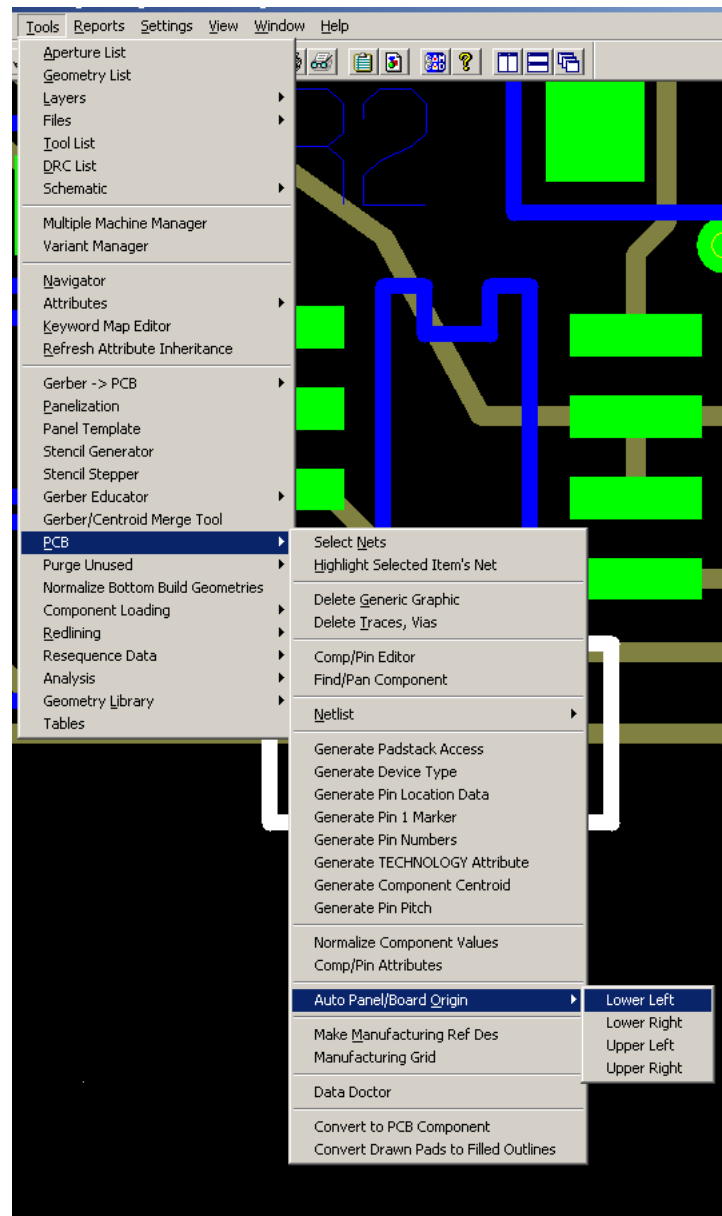 Tools Reports Settings View Window Help
Aperture List
Geometry List
Layers
Files
Tool List
DRC List
Schematic
Multiple Machine Manager
Variant Manager
Navigator
Attributes
Keyword Map Editor
Refresh Attribute Inheritance
Gerber -> PCB
Panelization
Panel Template
Stencil Generator
Stencil Stepper
Gerber Educator
Gerber/Centroid Merge Tool
PCB
Purge Unused
Normalize Bottom Build Geometries
Component Loading
Redlining
Resequence Data
Analysis
Geometry Library
Tables
Select Nets
Highlight Selected Item's Net
Delete Generic Graphic
Delete Traces, Vias
Comp/Pin Editor
Find/Pan Component
Netlist
Generate Padstack Access
Generate Device Type
Generate Pin Location Data
Generate Pin 1 Marker
Generate Pin Numbers
Generate TECHNOLOGY Attribute
Generate Component Centroid
Generate Pin Pitch
Normalize Component Values
Comp/Pin Attributes
Auto Panel/Board Origin
Make Manufacturing Ref Des
Manufacturing Grid
Data Doctor
Convert to PCB Component
Convert Drawn Pads to Filled Outlines
Lower Left
Lower Right
Upper Left
Upper Right